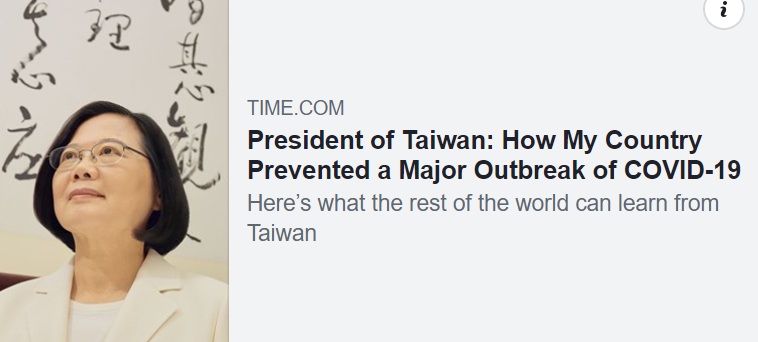 理
TIME.COM
President of Taiwan: How My Country
Prevented a Major Outbreak of COVID-19
Here’s what the rest of the world can learn from
Taiwan
i